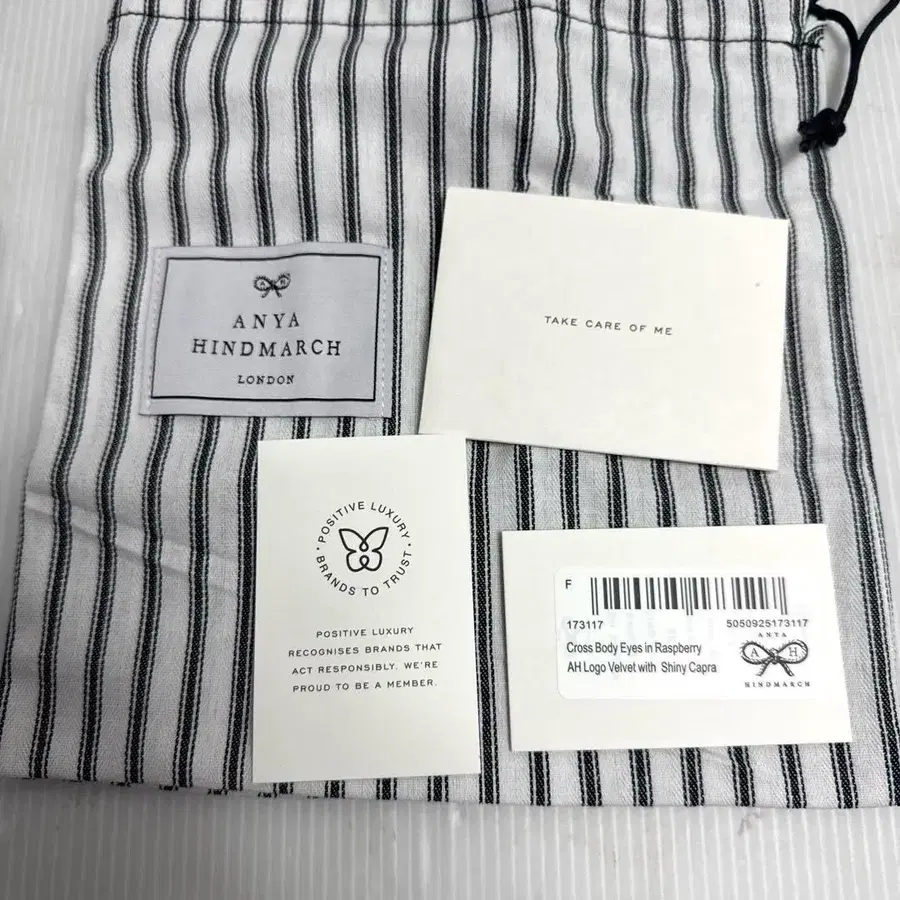 A H
ANYA
HINDMARCH
LONDON
TAKE CARE OF ME
• POSITIVE LUXURY •
BRANDS TO TRUST
POSITIVE LUXURY
RECOGNISES BRANDS THAT
ACT RESPONSIBLY. WE'RE
PROUD TO BE A MEMBER.
F
173117
5050925173117
Cross Body Eyes in Raspberry
AH Logo Velvet with Shiny Capra
ANYA
A H
HINDMARCH